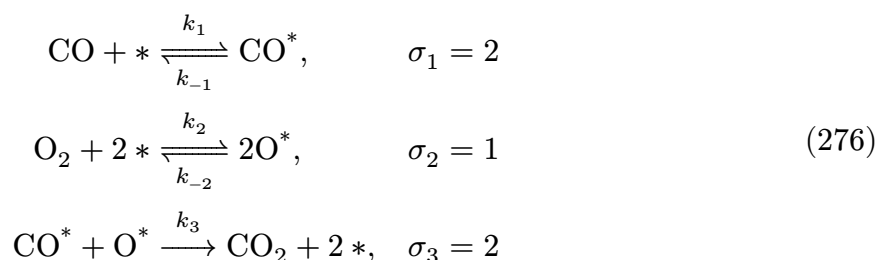 CO + * ⇌ CO*, k₁ k₋₁ σ₁ = 2
O₂ + 2 * ⇌ 2O*, k₂ k₋₂ σ₂ = 1 (276)
CO* + O* → CO₂ + 2 *, k₃ σ₃ = 2